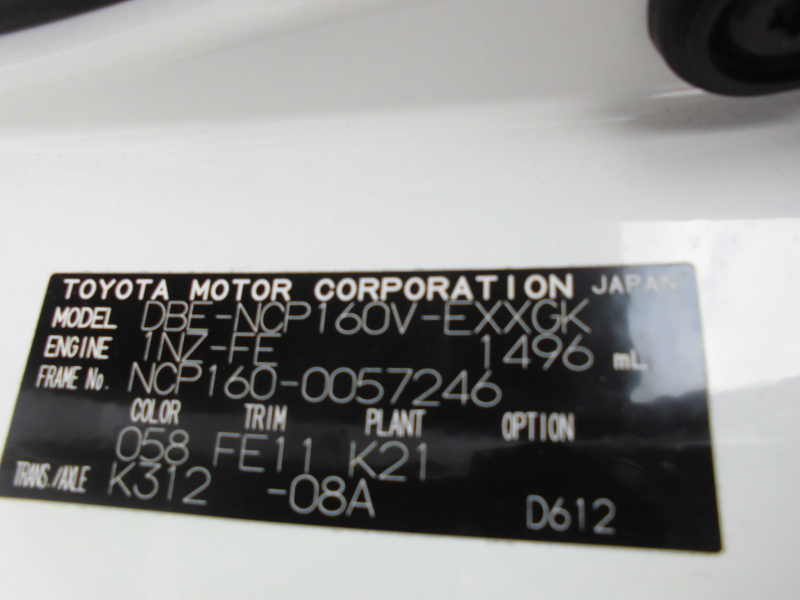 TOYOTA MOTOR CORPORATION JAPAN
MODEL DBE-NCP160V-EXXGK
ENGINE 1NZ-FE 1496 mL
FRAME No. NCP160-0057246
COLOR TRIM PLANT OPTION
058 FE11 K21
TRANS./AXLE K312 -08A D612